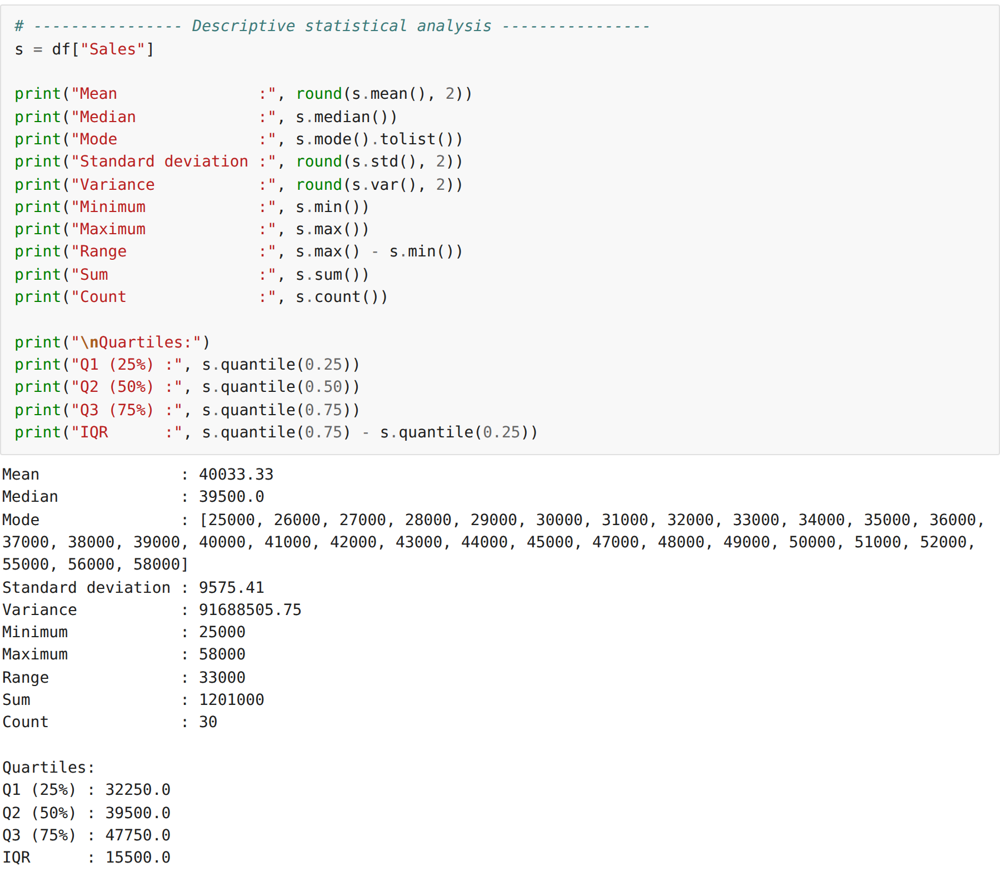 # ---------------- Descriptive statistical analysis ----------------
s = df["Sales"]

print("Mean               :", round(s.mean(), 2))
print("Median             :", s.median())
print("Mode               :", s.mode().tolist())
print("Standard deviation :", round(s.std(), 2))
print("Variance           :", round(s.var(), 2))
print("Minimum            :", s.min())
print("Maximum            :", s.max())
print("Range              :", s.max() - s.min())
print("Sum                :", s.sum())
print("Count              :", s.count())

print("\nQuartiles:")
print("Q1 (25%) :", s.quantile(0.25))
print("Q2 (50%) :", s.quantile(0.50))
print("Q3 (75%) :", s.quantile(0.75))
print("IQR      :", s.quantile(0.75) - s.quantile(0.25))
Mean               : 40033.33
Median             : 39500.0
Mode               : [25000, 26000, 27000, 28000, 29000, 30000, 31000, 32000, 33000, 34000, 35000, 36000,
37000, 38000, 39000, 40000, 41000, 42000, 43000, 44000, 45000, 47000, 48000, 49000, 50000, 51000, 52000,
55000, 56000, 58000]
Standard deviation : 9575.41
Variance           : 91688505.75
Minimum            : 25000
Maximum            : 58000
Range              : 33000
Sum                : 1201000
Count              : 30

Quartiles:
Q1 (25%) : 32250.0
Q2 (50%) : 39500.0
Q3 (75%) : 47750.0
IQR      : 15500.0